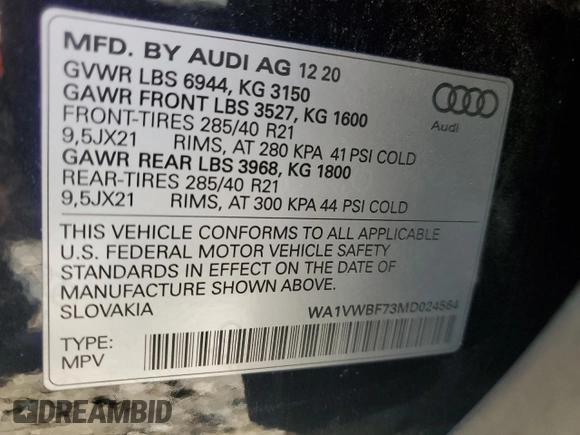 MFD. BY AUDI AG 12 20
GVWR LBS 6944, KG 3150
GAWR FRONT LBS 3527, KG 1600
FRONT-TIRES 285/40 R21
9,5JX21 RIMS, AT 280 KPA 41 PSI COLD
GAWR REAR LBS 3968, KG 1800
REAR-TIRES 285/40 R21
9,5JX21 RIMS, AT 300 KPA 44 PSI COLD
Audi
THIS VEHICLE CONFORMS TO ALL APPLICABLE
U.S. FEDERAL MOTOR VEHICLE SAFETY
STANDARDS IN EFFECT ON THE DATE OF
MANUFACTURE SHOWN ABOVE.
SLOVAKIA
WA1VWBF73MD024584
TYPE:
MPV
DREAMBID